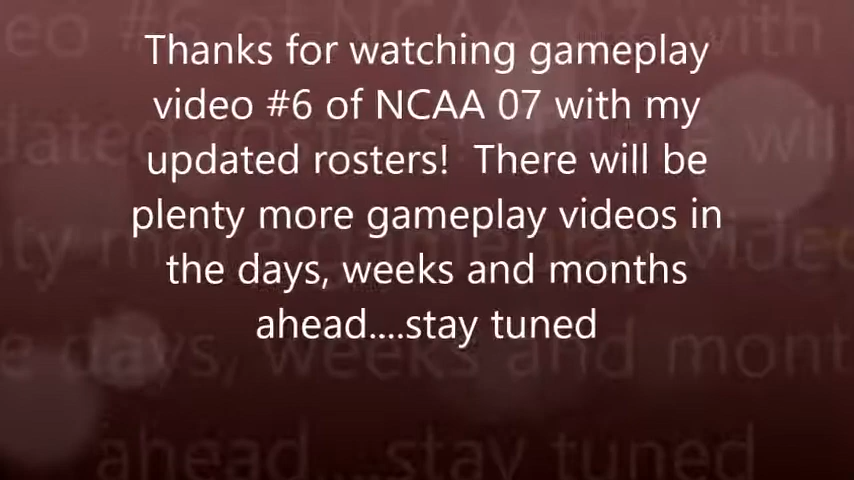 Thanks for watching gameplay
video #6 of NCAA 07 with my
updated rosters!  There will be
plenty more gameplay videos in
the days, weeks and months
ahead....stay tuned